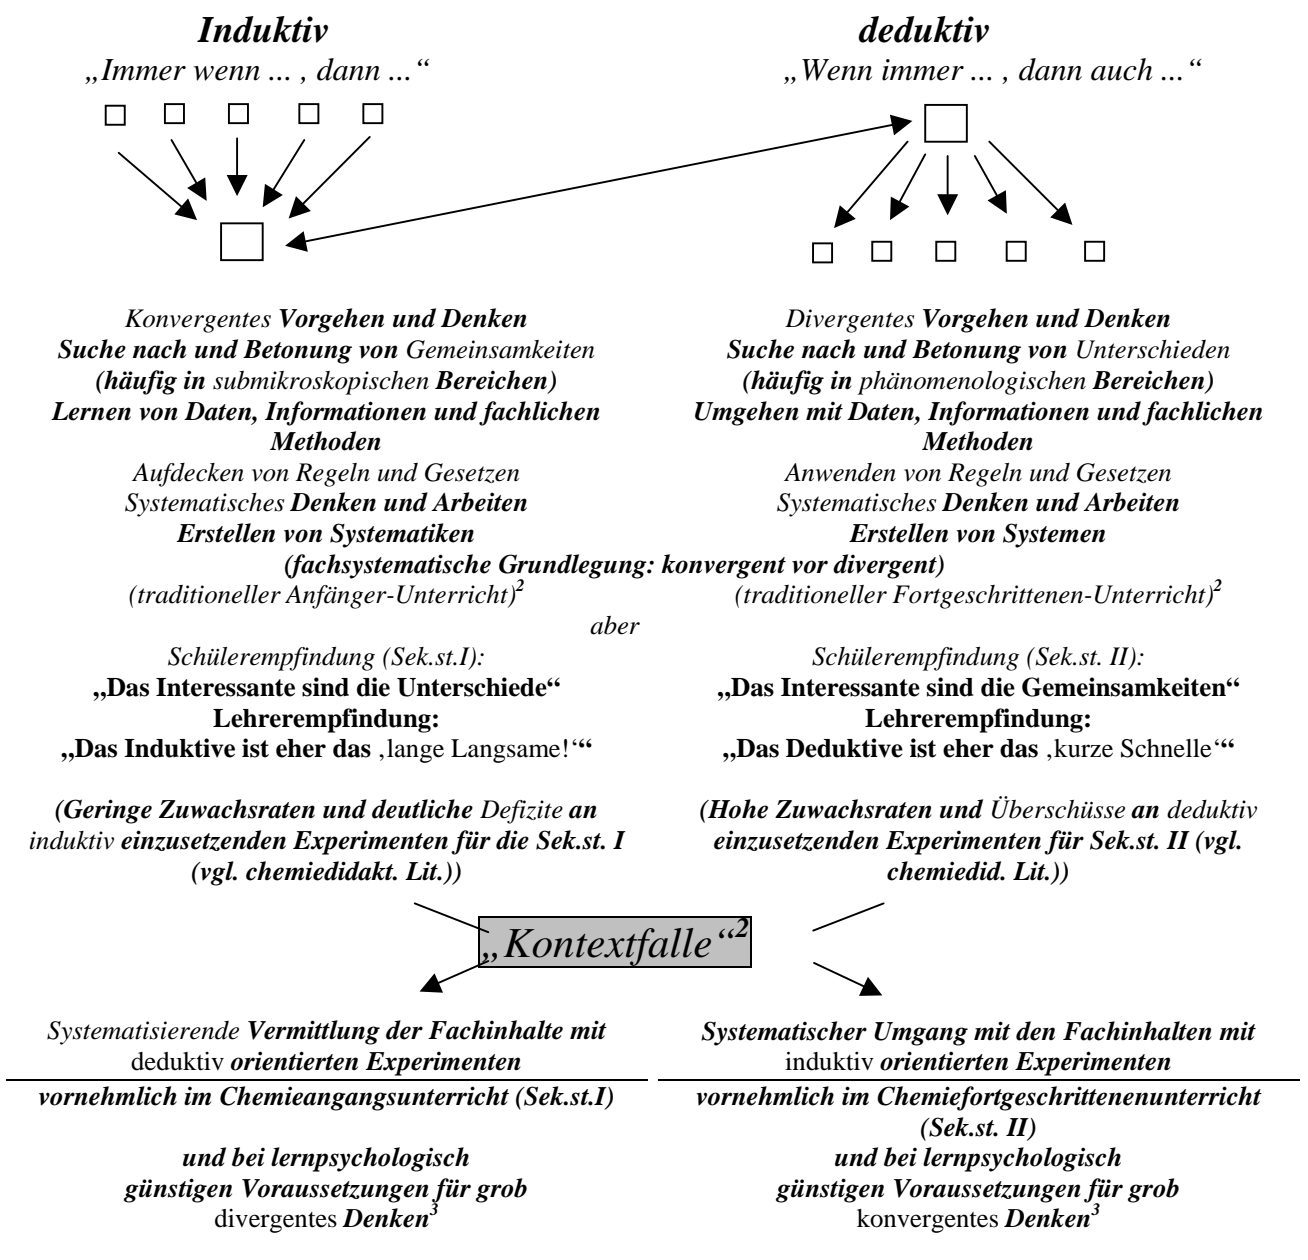 Induktiv
„Immer wenn ... , dann ...“
deduktiv
„Wenn immer ... , dann auch ...“
Konvergentes Vorgehen und Denken
Suche nach und Betonung von Gemeinsamkeiten
(häufig in submikroskopischen Bereichen)
Lernen von Daten, Informationen und fachlichen
Methoden
Aufdecken von Regeln und Gesetzen
Systematisches Denken und Arbeiten
Erstellen von Systematiken
Divergentes Vorgehen und Denken
Suche nach und Betonung von Unterschieden
(häufig in phänomenologischen Bereichen)
Umgehen mit Daten, Informationen und fachlichen
Methoden
Anwenden von Regeln und Gesetzen
Systematisches Denken und Arbeiten
Erstellen von Systemen
(fachsystematische Grundlegung: konvergent vor divergent)
(traditioneller Anfänger-Unterricht)²
(traditioneller Fortgeschrittenen-Unterricht)²
aber
Schülerempfindung (Sek.st.I):
„Das Interessante sind die Unterschiede“
Lehrerempfindung:
„Das Induktive ist eher das ‚lange Langsame!‘“
(Geringe Zuwachsraten und deutliche Defizite an
induktiv einzusetzenden Experimenten für die Sek.st. I
(vgl. chemiedidakt. Lit.))
Schülerempfindung (Sek.st. II):
„Das Interessante sind die Gemeinsamkeiten“
Lehrerempfindung:
„Das Deduktive ist eher das ‚kurze Schnelle‘“
(Hohe Zuwachsraten und Überschüsse an deduktiv
einzusetzenden Experimenten für Sek.st. II (vgl.
chemiedid. Lit.))
„Kontextfalle“²
Systematisierende Vermittlung der Fachinhalte mit
deduktiv orientierten Experimenten
vornehmlich im Chemieangangsunterricht (Sek.st.I)
und bei lernpsychologisch
günstigen Voraussetzungen für grob
divergentes Denken³
Systematischer Umgang mit den Fachinhalten mit
induktiv orientierten Experimenten
vornehmlich im Chemiefortgeschrittenenunterricht
(Sek.st. II)
und bei lernpsychologisch
günstigen Voraussetzungen für grob
konvergentes Denken³